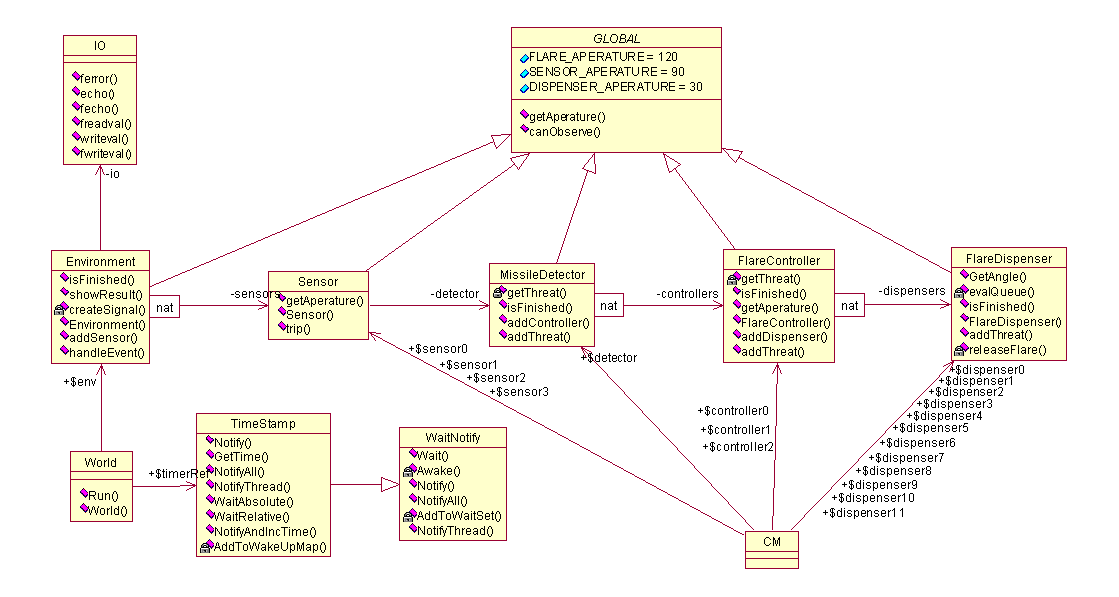 IO
ferror()
echo()
fecho()
freadval()
writeval()
fwriteval()
GLOBAL
FLARE_APERATURE = 120
SENSOR_APERATURE = 90
DISPENSER_APERATURE = 30
getAperature()
canObserve()
-io
Environment
isFinished()
showResult()
createSignal()
Environment()
addSensor()
handleEvent()
nat
-sensors
Sensor
getAperature()
Sensor()
trip()
-detector
MissileDetector
getThreat()
isFinished()
addController()
addThreat()
nat
-controllers
FlareController
getThreat()
isFinished()
getAperature()
FlareController()
addDispenser()
addThreat()
nat
-dispensers
FlareDispenser
GetAngle()
evalQueue()
isFinished()
FlareDispenser()
addThreat()
releaseFlare()
+$env
+$sensor0
+$sensor1
+$sensor2
+$sensor3
+$detector
+$controller0
+$controller1
+$controller2
+$dispenser0
+$dispenser1
+$dispenser2
+$dispenser3
+$dispenser4
+$dispenser5
+$dispenser6
+$dispenser7
+$dispenser8
+$dispenser9
+$dispenser10
+$dispenser11
World
Run()
World()
+$timerRef
TimeStamp
Notify()
GetTime()
NotifyAll()
NotifyThread()
WaitAbsolute()
WaitRelative()
NotifyAndIncTime()
AddToWakeUpMap()
WaitNotify
Wait()
Awake()
Notify()
NotifyAll()
AddToWaitSet()
NotifyThread()
CM